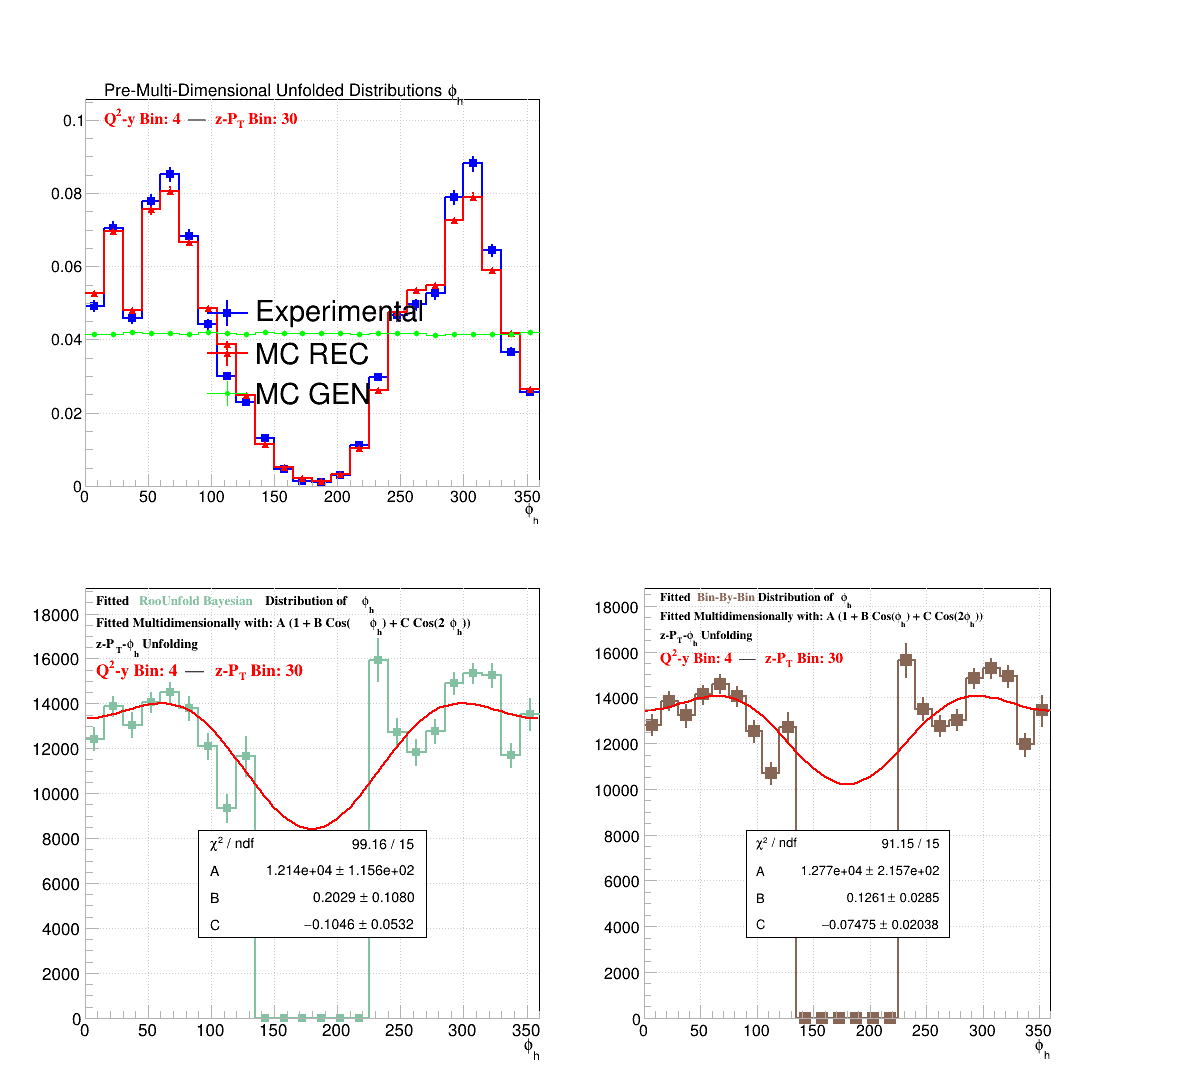 Pre-Multi-Dimensional Unfolded Distributions ϕh
Q2-y Bin: 4 — z-PT Bin: 30
0.1
0.08
0.06
0.04
0.02
0
Experimental
MC REC
MC GEN
0 50 100 150 200 250 300 350
ϕh
Fitted RooUnfold Bayesian Distribution of ϕh
Fitted Multidimensionally with: A (1 + B Cos( ϕh) + C Cos(2 ϕh))
z-PT-ϕh Unfolding
Q2-y Bin: 4 — z-PT Bin: 30
18000
16000
14000
12000
10000
8000
6000
4000
2000
0
χ2 / ndf 99.16 / 15
A 1.214e+04 ± 1.156e+02
B 0.2029 ± 0.1080
C −0.1046 ± 0.0532
0 50 100 150 200 250 300 350
ϕh
Fitted Bin-By-Bin Distribution of ϕh
Fitted Multidimensionally with: A (1 + B Cos(ϕh) + C Cos(2ϕh))
z-PT-ϕh Unfolding
Q2-y Bin: 4 — z-PT Bin: 30
18000
16000
14000
12000
10000
8000
6000
4000
2000
0
χ2 / ndf 91.15 / 15
A 1.277e+04 ± 2.157e+02
B 0.1261 ± 0.0285
C −0.07475 ± 0.02038
0 50 100 150 200 250 300 350
ϕh